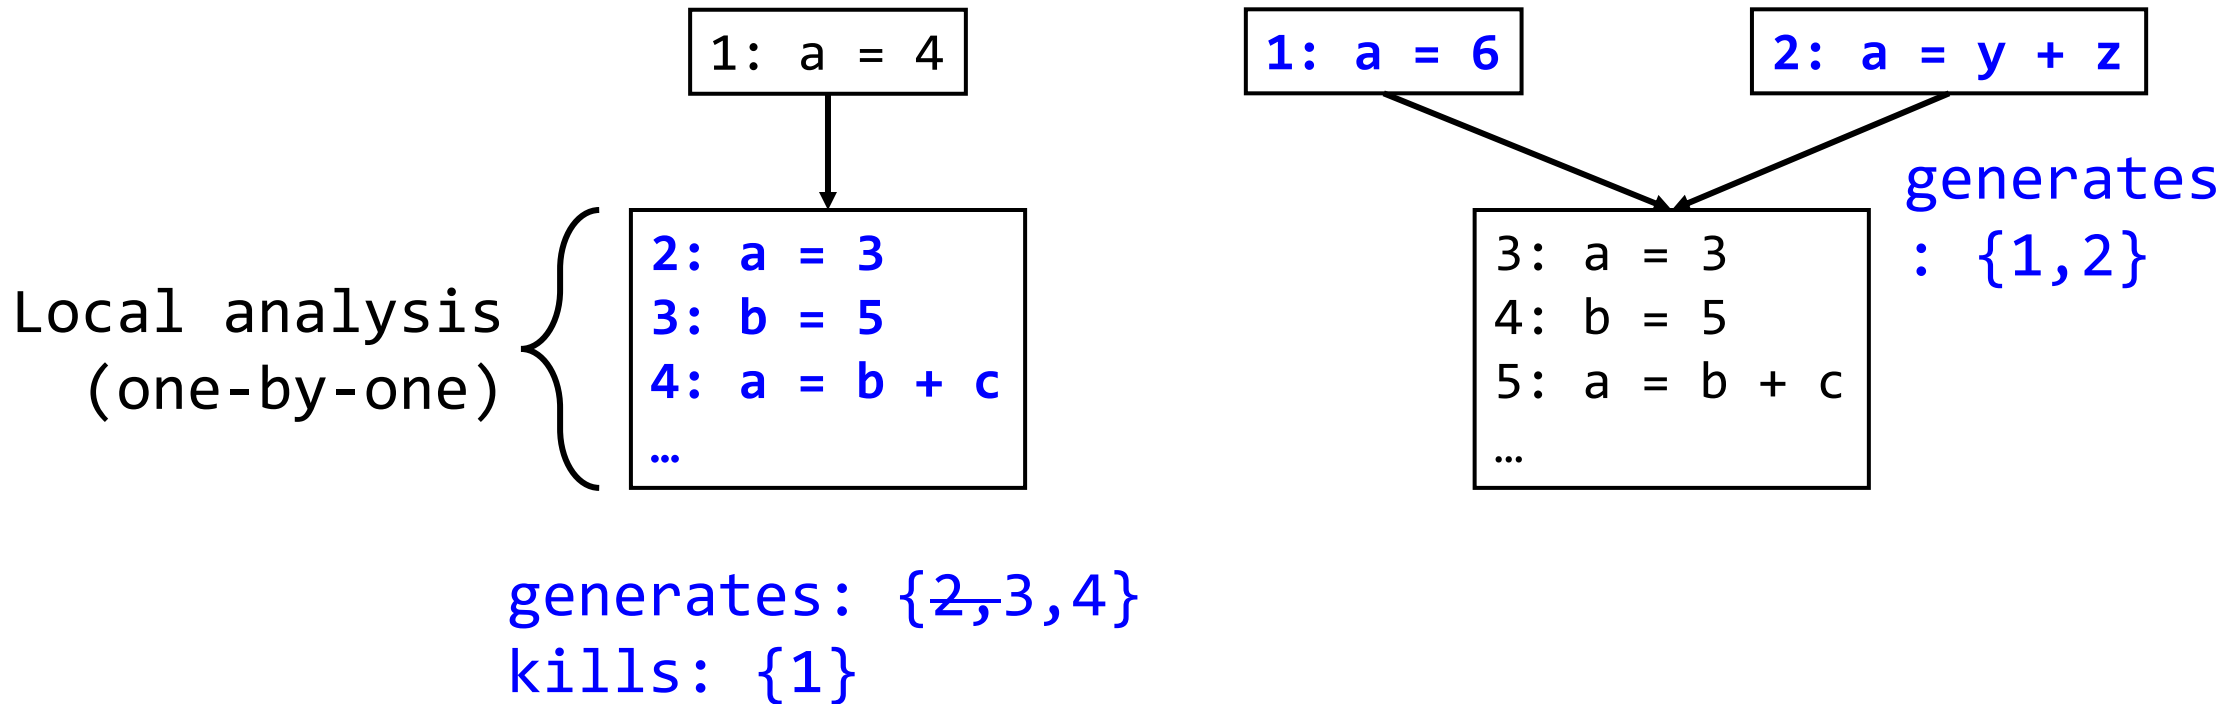 1: a = 4
Local analysis
(one-by-one)
2: a = 3
3: b = 5
4: a = b + c
…
generates: {2,3,4}
kills: {1}
1: a = 6
2: a = y + z
generates
: {1,2}
3: a = 3
4: b = 5
5: a = b + c
…